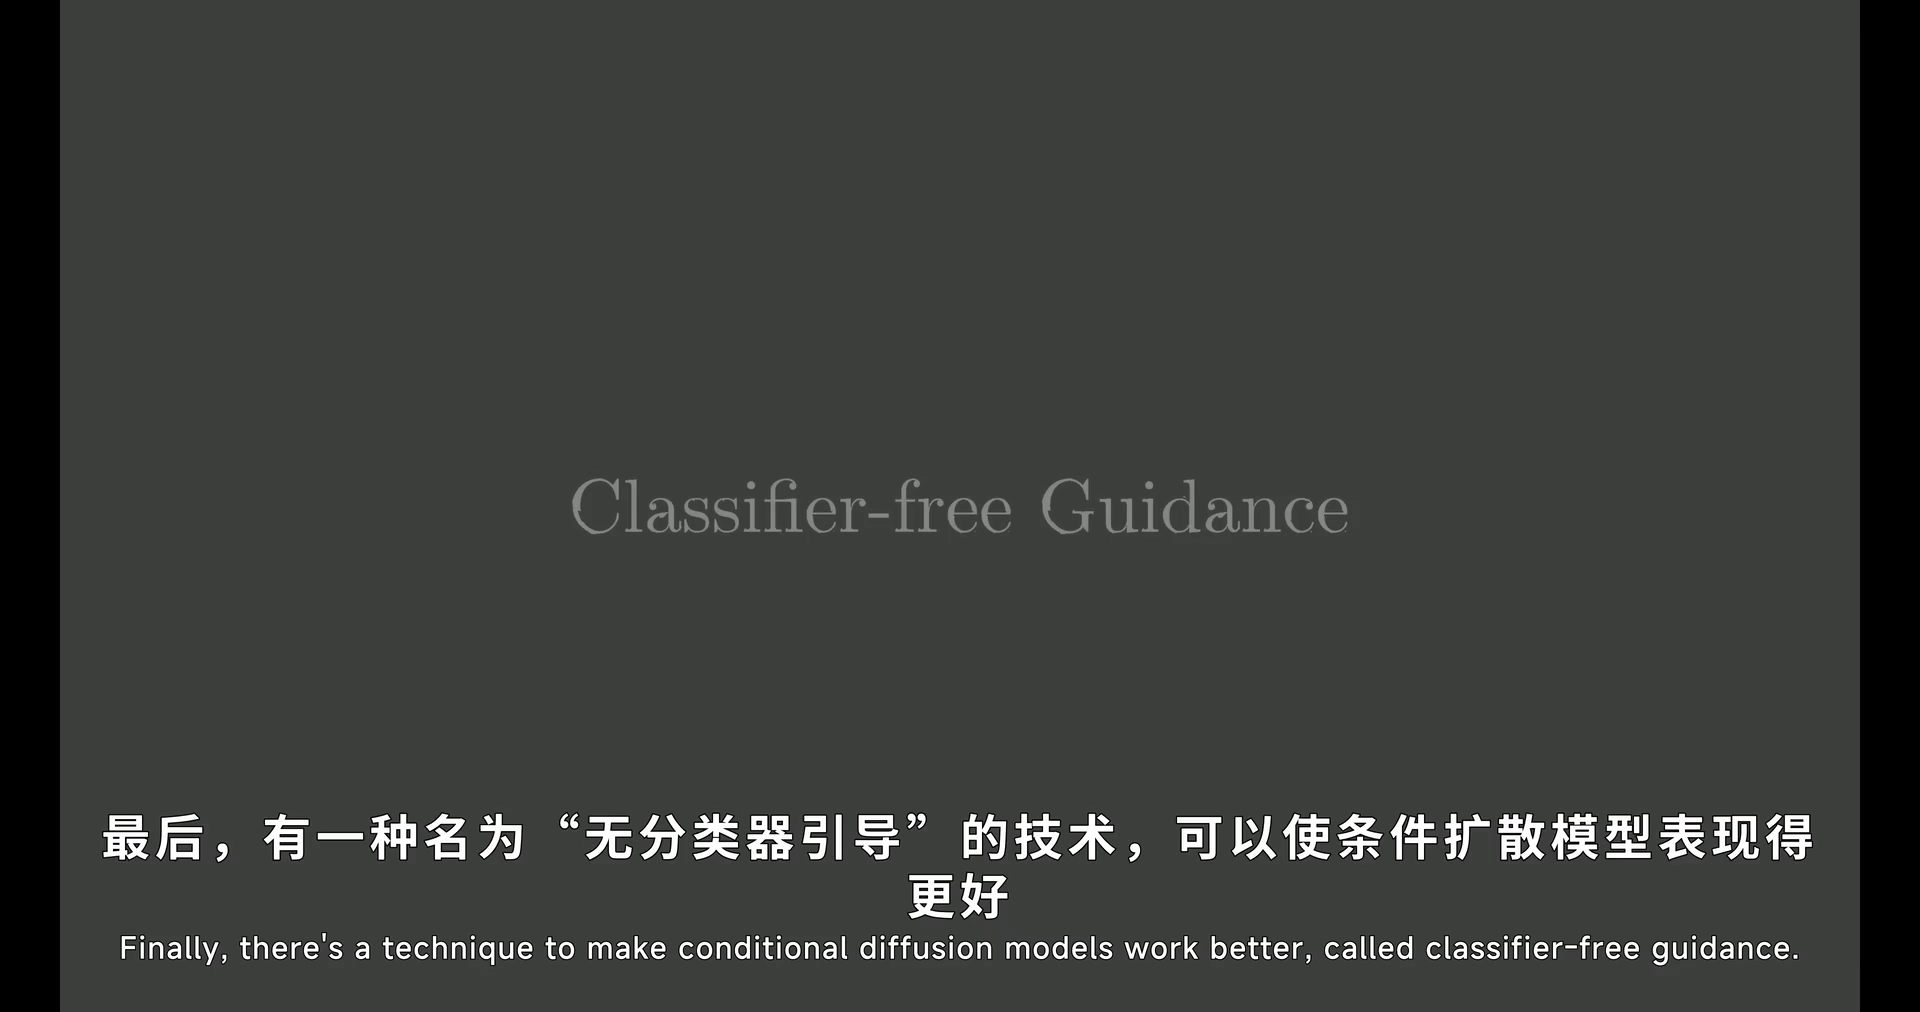 Classifier-free Guidance
最后，有一种名为“无分类器引导”的技术，可以使条件扩散模型表现得
更好
Finally, there's a technique to make conditional diffusion models work better, called classifier-free guidance.